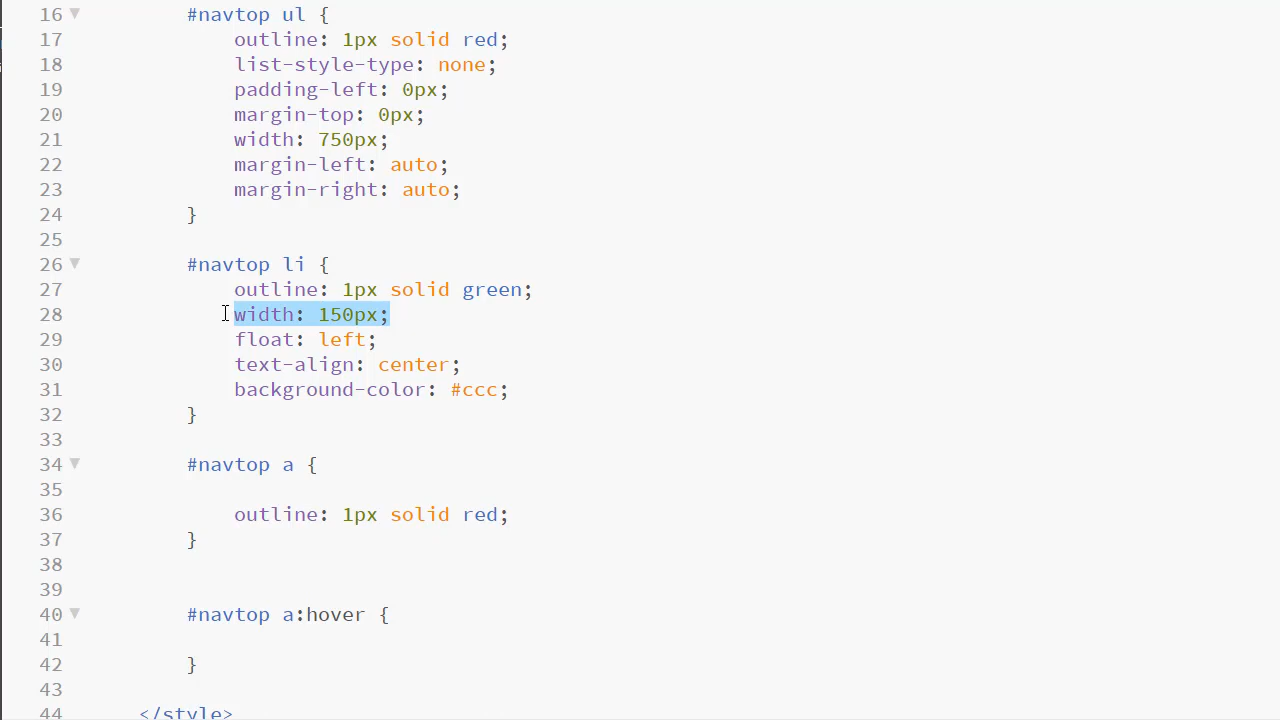 16 #navtop ul {
17 outline: 1px solid red;
18 list-style-type: none;
19 padding-left: 0px;
20 margin-top: 0px;
21 width: 750px;
22 margin-left: auto;
23 margin-right: auto;
24 }
25
26 #navtop li {
27 outline: 1px solid green;
28 width: 150px;
29 float: left;
30 text-align: center;
31 background-color: #ccc;
32 }
33
34 #navtop a {
35
36 outline: 1px solid red;
37 }
38
39
40 #navtop a:hover {
41
42 }
43
44 </style>